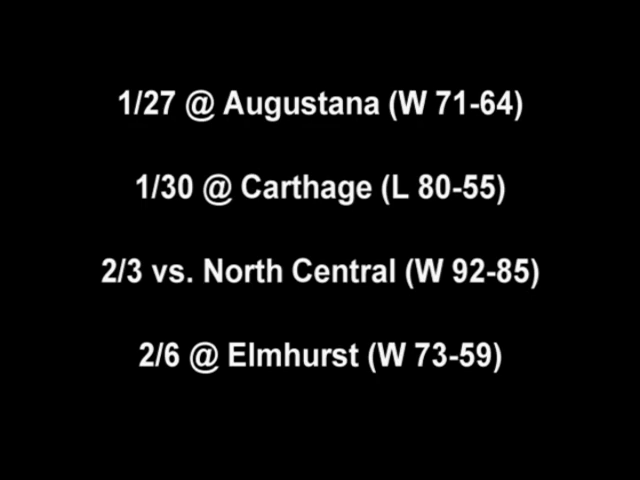 1/27 @ Augustana (W 71-64)
1/30 @ Carthage (L 80-55)
2/3 vs. North Central (W 92-85)
2/6 @ Elmhurst (W 73-59)